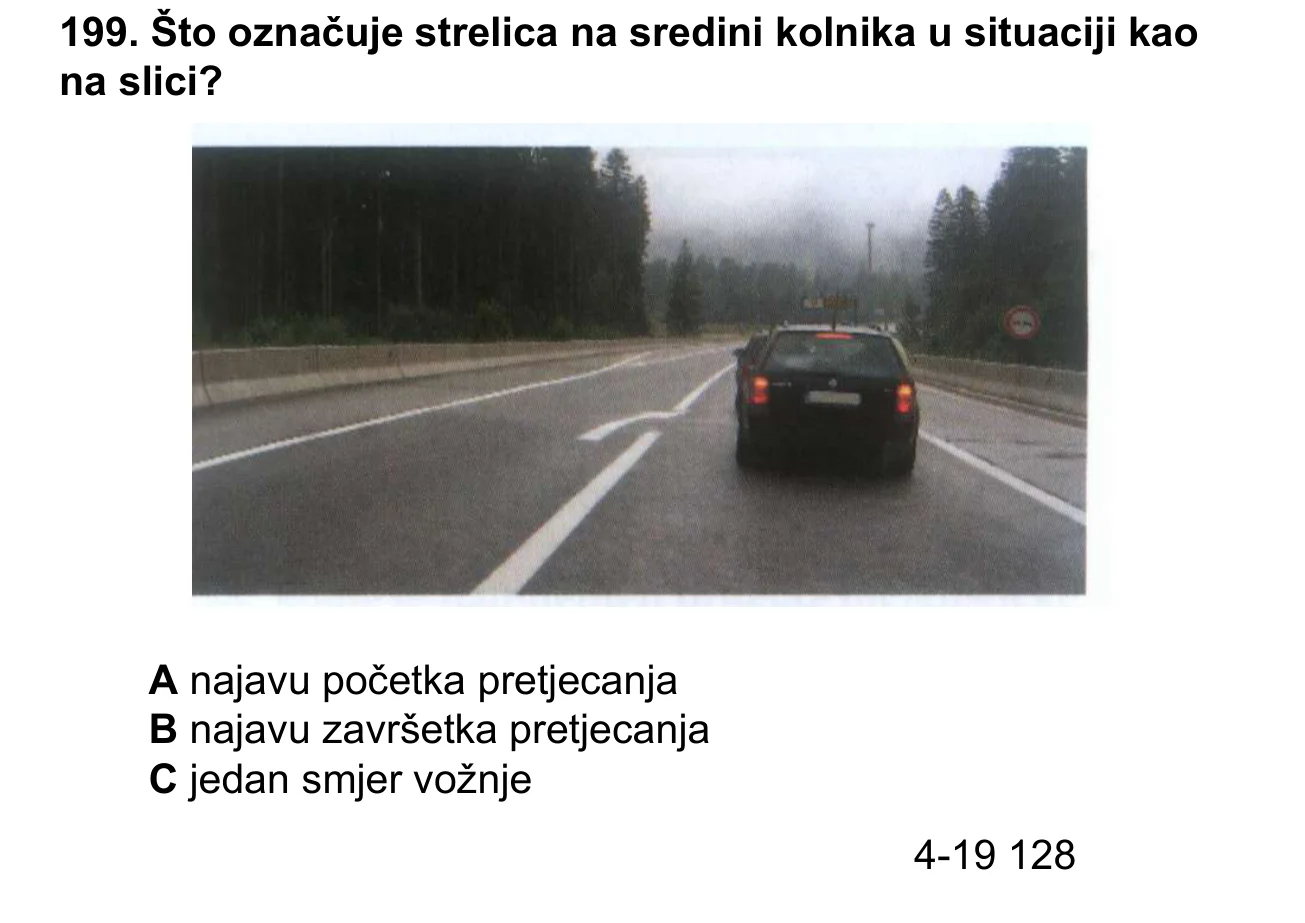 199. Što označuje strelica na sredini kolnika u situaciji kao
na slici?
A najavu početka pretjecanja
B najavu završetka pretjecanja
C jedan smjer vožnje
4-19 128